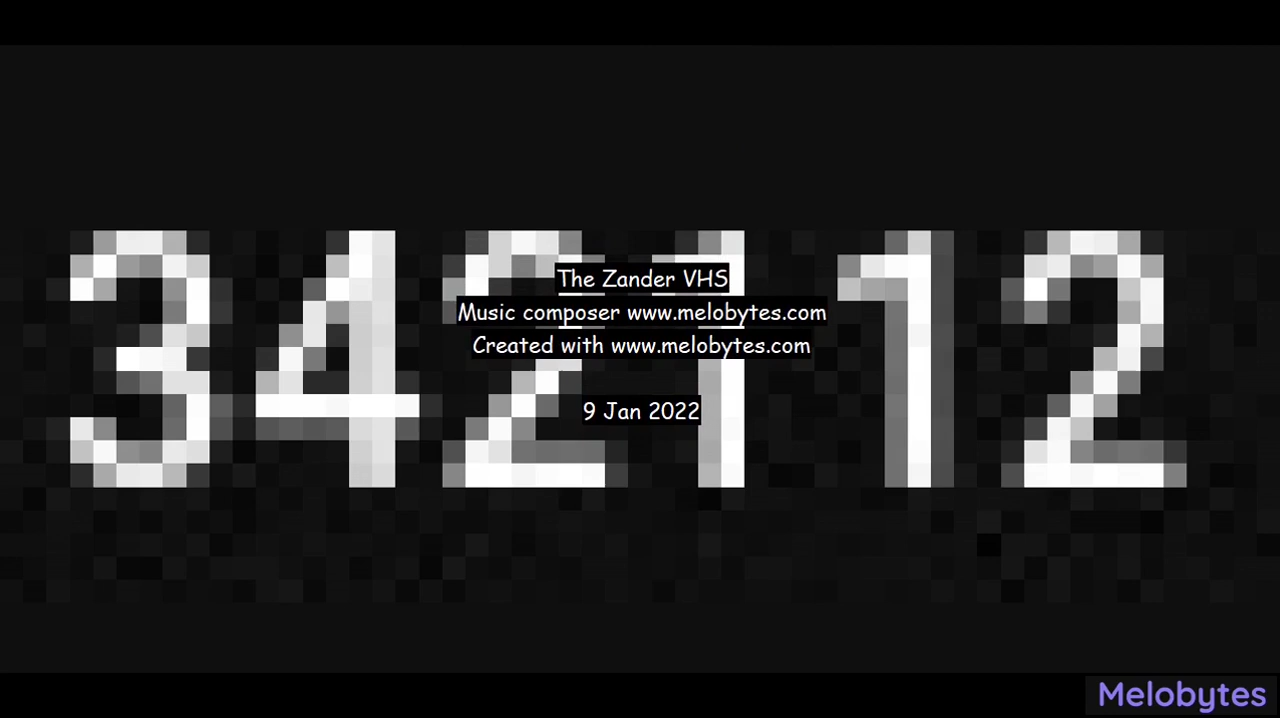 342112
The Zander VHS
Music composer www.melobytes.com
Created with www.melobytes.com
9 Jan 2022
Melobytes